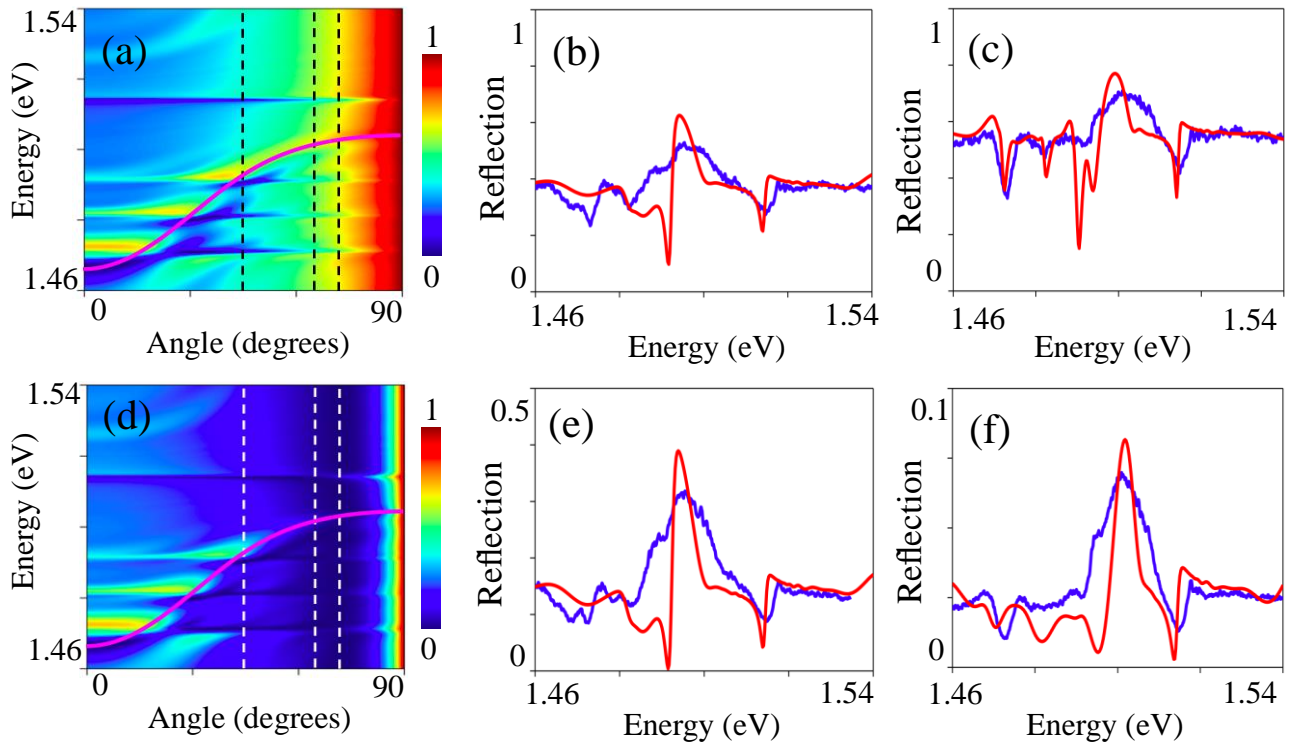 1.54
(a)
Energy (eV)
1.46
0
90
Angle (degrees)
1
0
1
(b)
Reflection
0
1.46
1.54
Energy (eV)
1
(c)
Reflection
0
1.46
1.54
Energy (eV)
1.54
(d)
Energy (eV)
1.46
0
90
Angle (degrees)
1
0
0.5
(e)
Reflection
0
1.46
1.54
Energy (eV)
0.1
(f)
Reflection
0
1.46
1.54
Energy (eV)